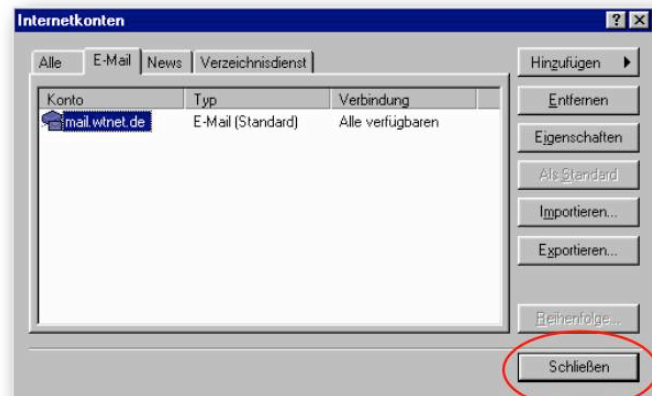 Internetkonten
Alle E-Mail News Verzeichnisdienst
Hinzufügen
Konto Typ Verbindung
Entfernen
mail.wtnet.de E-Mail (Standard) Alle verfügbaren
Eigenschaften
Als Standard
Importieren...
Exportieren...
Reihenfolge...
Schließen